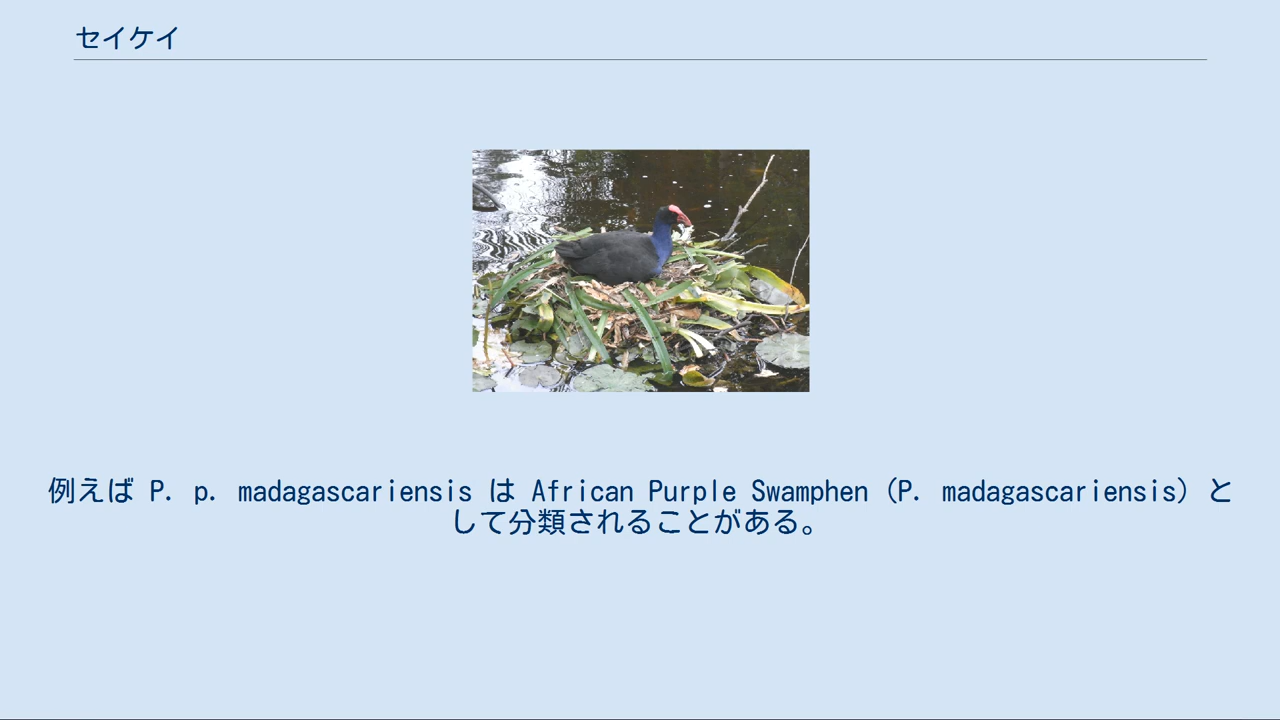 セイケイ
例えば P. p. madagascariensis は African Purple Swamphen (P. madagascariensis) と
して分類されることがある。